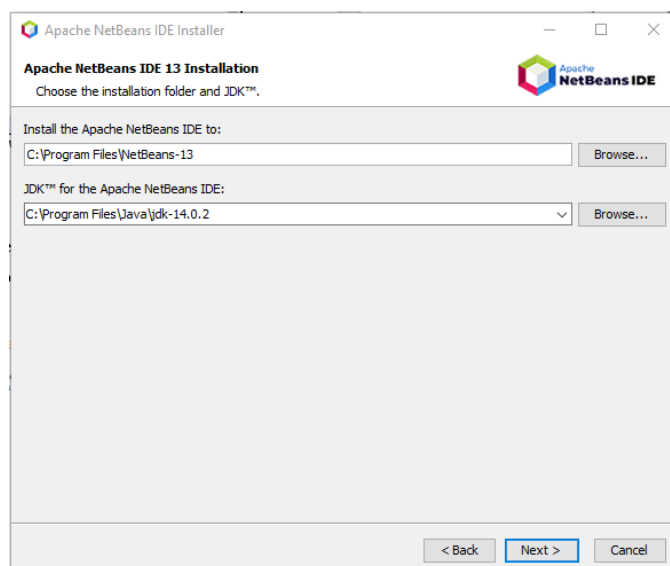 Apache NetBeans IDE Installer
Apache NetBeans IDE 13 Installation
Choose the installation folder and JDK™.
Apache
NetBeans IDE
Install the Apache NetBeans IDE to:
C:\Program Files\NetBeans-13
Browse...
JDK™ for the Apache NetBeans IDE:
C:\Program Files\Java\jdk-14.0.2
Browse...
< Back
Next >
Cancel